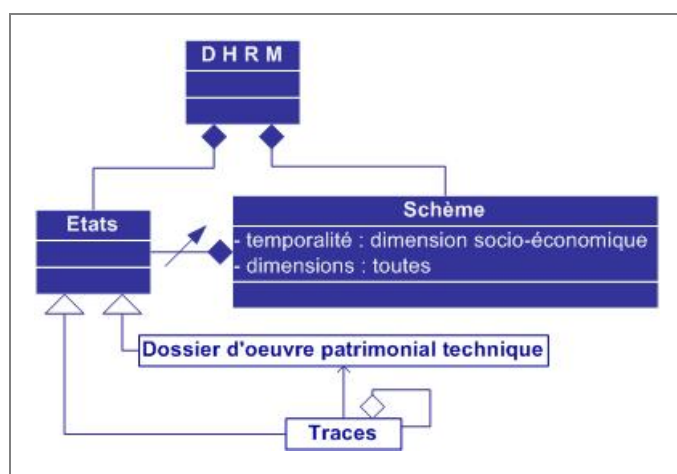 D H R M
Etats
Schème
- temporalité : dimension socio-économique
- dimensions : toutes
Dossier d'oeuvre patrimonial technique
Traces